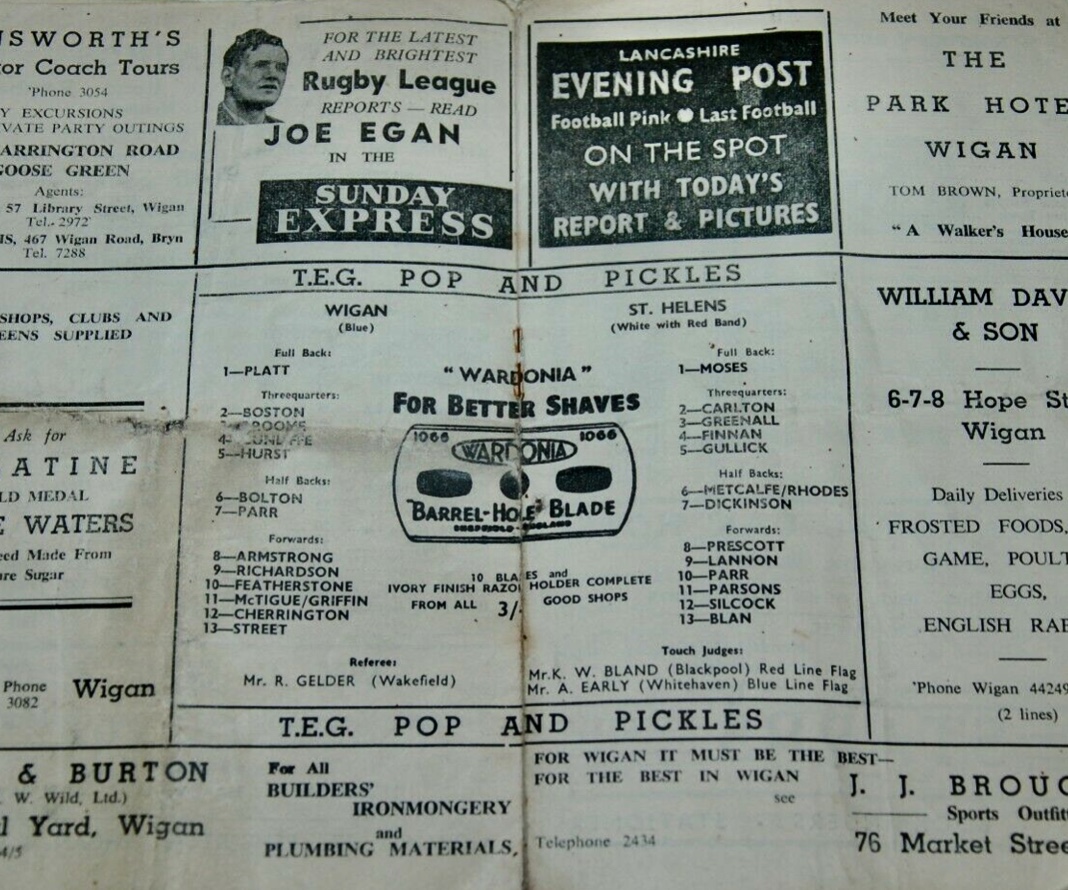 NSWORTH'S
or Coach Tours
'Phone 3054
Y EXCURSIONS
VATE PARTY OUTINGS
ARRINGTON ROAD
GOOSE GREEN
Agents:
57 Library Street, Wigan
Tel. 2972
IS, 467 Wigan Road, Bryn
Tel. 7288
FOR THE LATEST
AND BRIGHTEST
Rugby League
REPORTS — READ
JOE EGAN
IN THE
SUNDAY
EXPRESS
LANCASHIRE
EVENING POST
Football Pink ● Last Football
ON THE SPOT
WITH TODAY'S
REPORT & PICTURES
Meet Your Friends at
THE
PARK HOTE
WIGAN
TOM BROWN, Propriet
"A Walker's House
SHOPS, CLUBS AND
EENS SUPPLIED
Ask for
ATINE
LD MEDAL
E WATERS
eed Made From
re Sugar
Phone
3082
Wigan
T.E.G. POP AND PICKLES
WIGAN
(Blue)
Full Back:
1—PLATT
Threequarters:
2—BOSTON
3—ROOME
4—
5—HURST
Half Backs:
6—BOLTON
7—PARR
Forwards:
8—ARMSTRONG
9—RICHARDSON
10—FEATHERSTONE
11—McTIGUE/GRIFFIN
12—CHERRINGTON
13—STREET
Referee:
Mr. R. GELDER (Wakefield)
"WARDONIA"
FOR BETTER SHAVES
1066 1066
WARDONIA
"BARREL-HOLE" BLADE
SHEFFIELD - ENGLAND
10 BLADES and
IVORY FINISH RAZOR HOLDER COMPLETE
FROM ALL 3/- GOOD SHOPS
ST. HELENS
(White with Red Band)
Full Back:
1—MOSES
Threequarters:
2—CARLTON
3—GREENALL
4—FINNAN
5—GULLICK
Half Backs:
6—METCALFE/RHODES
7—DICKINSON
Forwards:
8—PRESCOTT
9—LANNON
10—PARR
11—PARSONS
12—SILCOCK
13—BLAN
Touch Judges:
Mr. K. W. BLAND (Blackpool) Red Line Flag
Mr. A. EARLY (Whitehaven) Blue Line Flag
T.E.G. POP AND PICKLES
WILLIAM DAV
& SON
6-7-8 Hope St
Wigan
Daily Deliveries
FROSTED FOODS,
GAME, POULT
EGGS,
ENGLISH RAB
'Phone Wigan 44249
(2 lines)
& BURTON
W. Wild, Ltd.)
l Yard, Wigan
4/5
For All
BUILDERS'
IRONMONGERY
and
PLUMBING MATERIALS,
FOR WIGAN IT MUST BE THE BEST—
FOR THE BEST IN WIGAN
see
Telephone 2434
J. J. BROUG
Sports Outfitt
76 Market Stree